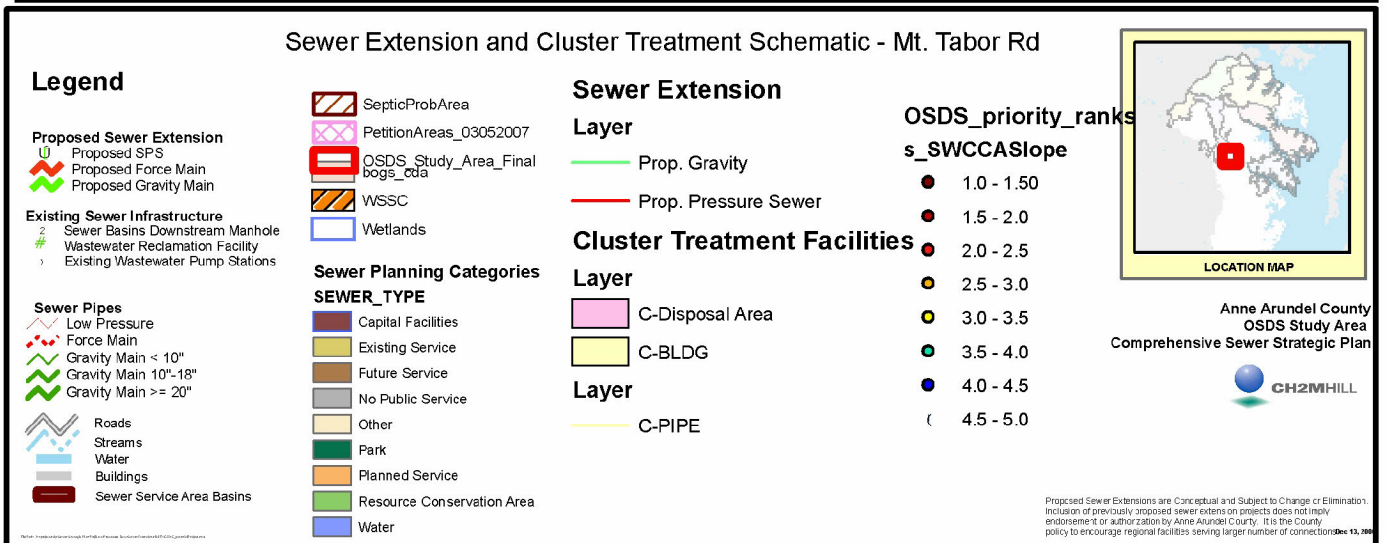 Sewer Extension and Cluster Treatment Schematic - Mt. Tabor Rd
Legend
Proposed Sewer Extension
Proposed SPS
Proposed Force Main
Proposed Gravity Main
Existing Sewer Infrastructure
2 Sewer Basins Downstream Manhole
# Wastewater Reclamation Facility
Existing Wastewater Pump Stations
Sewer Pipes
Low Pressure
Force Main
Gravity Main < 10"
Gravity Main 10"-18"
Gravity Main >= 20"
Roads
Streams
Water
Buildings
Sewer Service Area Basins
SepticProbArea
PetitionAreas_03052007
OSDS_Study_Area_Final
bogs_cda
WSSC
Wetlands
Sewer Planning Categories
SEWER_TYPE
Capital Facilities
Existing Service
Future Service
No Public Service
Other
Park
Planned Service
Resource Conservation Area
Water
Sewer Extension
Layer
Prop. Gravity
Prop. Pressure Sewer
Cluster Treatment Facilities
Layer
C-Disposal Area
C-BLDG
Layer
C-PIPE
OSDS_priority_ranks
s_SWCCASlope
1.0 - 1.50
1.5 - 2.0
2.0 - 2.5
2.5 - 3.0
3.0 - 3.5
3.5 - 4.0
4.0 - 4.5
( 4.5 - 5.0
LOCATION MAP
Anne Arundel County
OSDS Study Area
Comprehensive Sewer Strategic Plan
CH2MHILL
Proposed Sewer Extensions are Conceptual and Subject to Change or Elimination.
Inclusion of previously proposed sewer extension projects does not imply
endorsement or authorization by Anne Arundel County. It is the County
policy to encourage regional facilities serving larger number of connections
Dec 13,